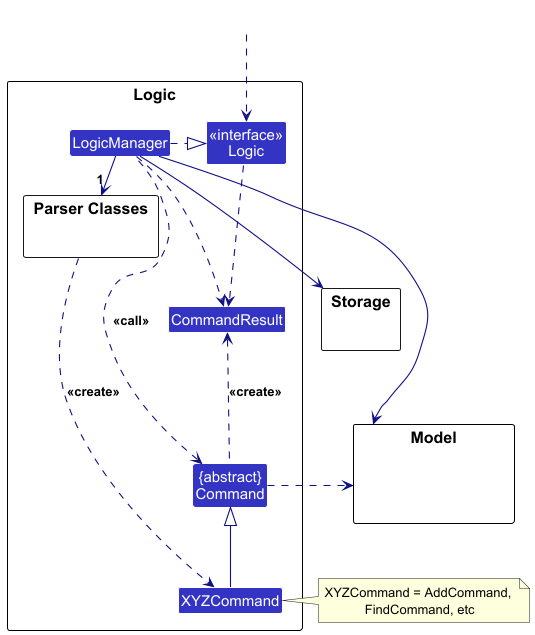 Logic
LogicManager
«interface»
Logic
1
Parser Classes
Storage
CommandResult
«call»
«create»
«create»
Model
{abstract}
Command
XYZCommand
XYZCommand = AddCommand,
FindCommand, etc